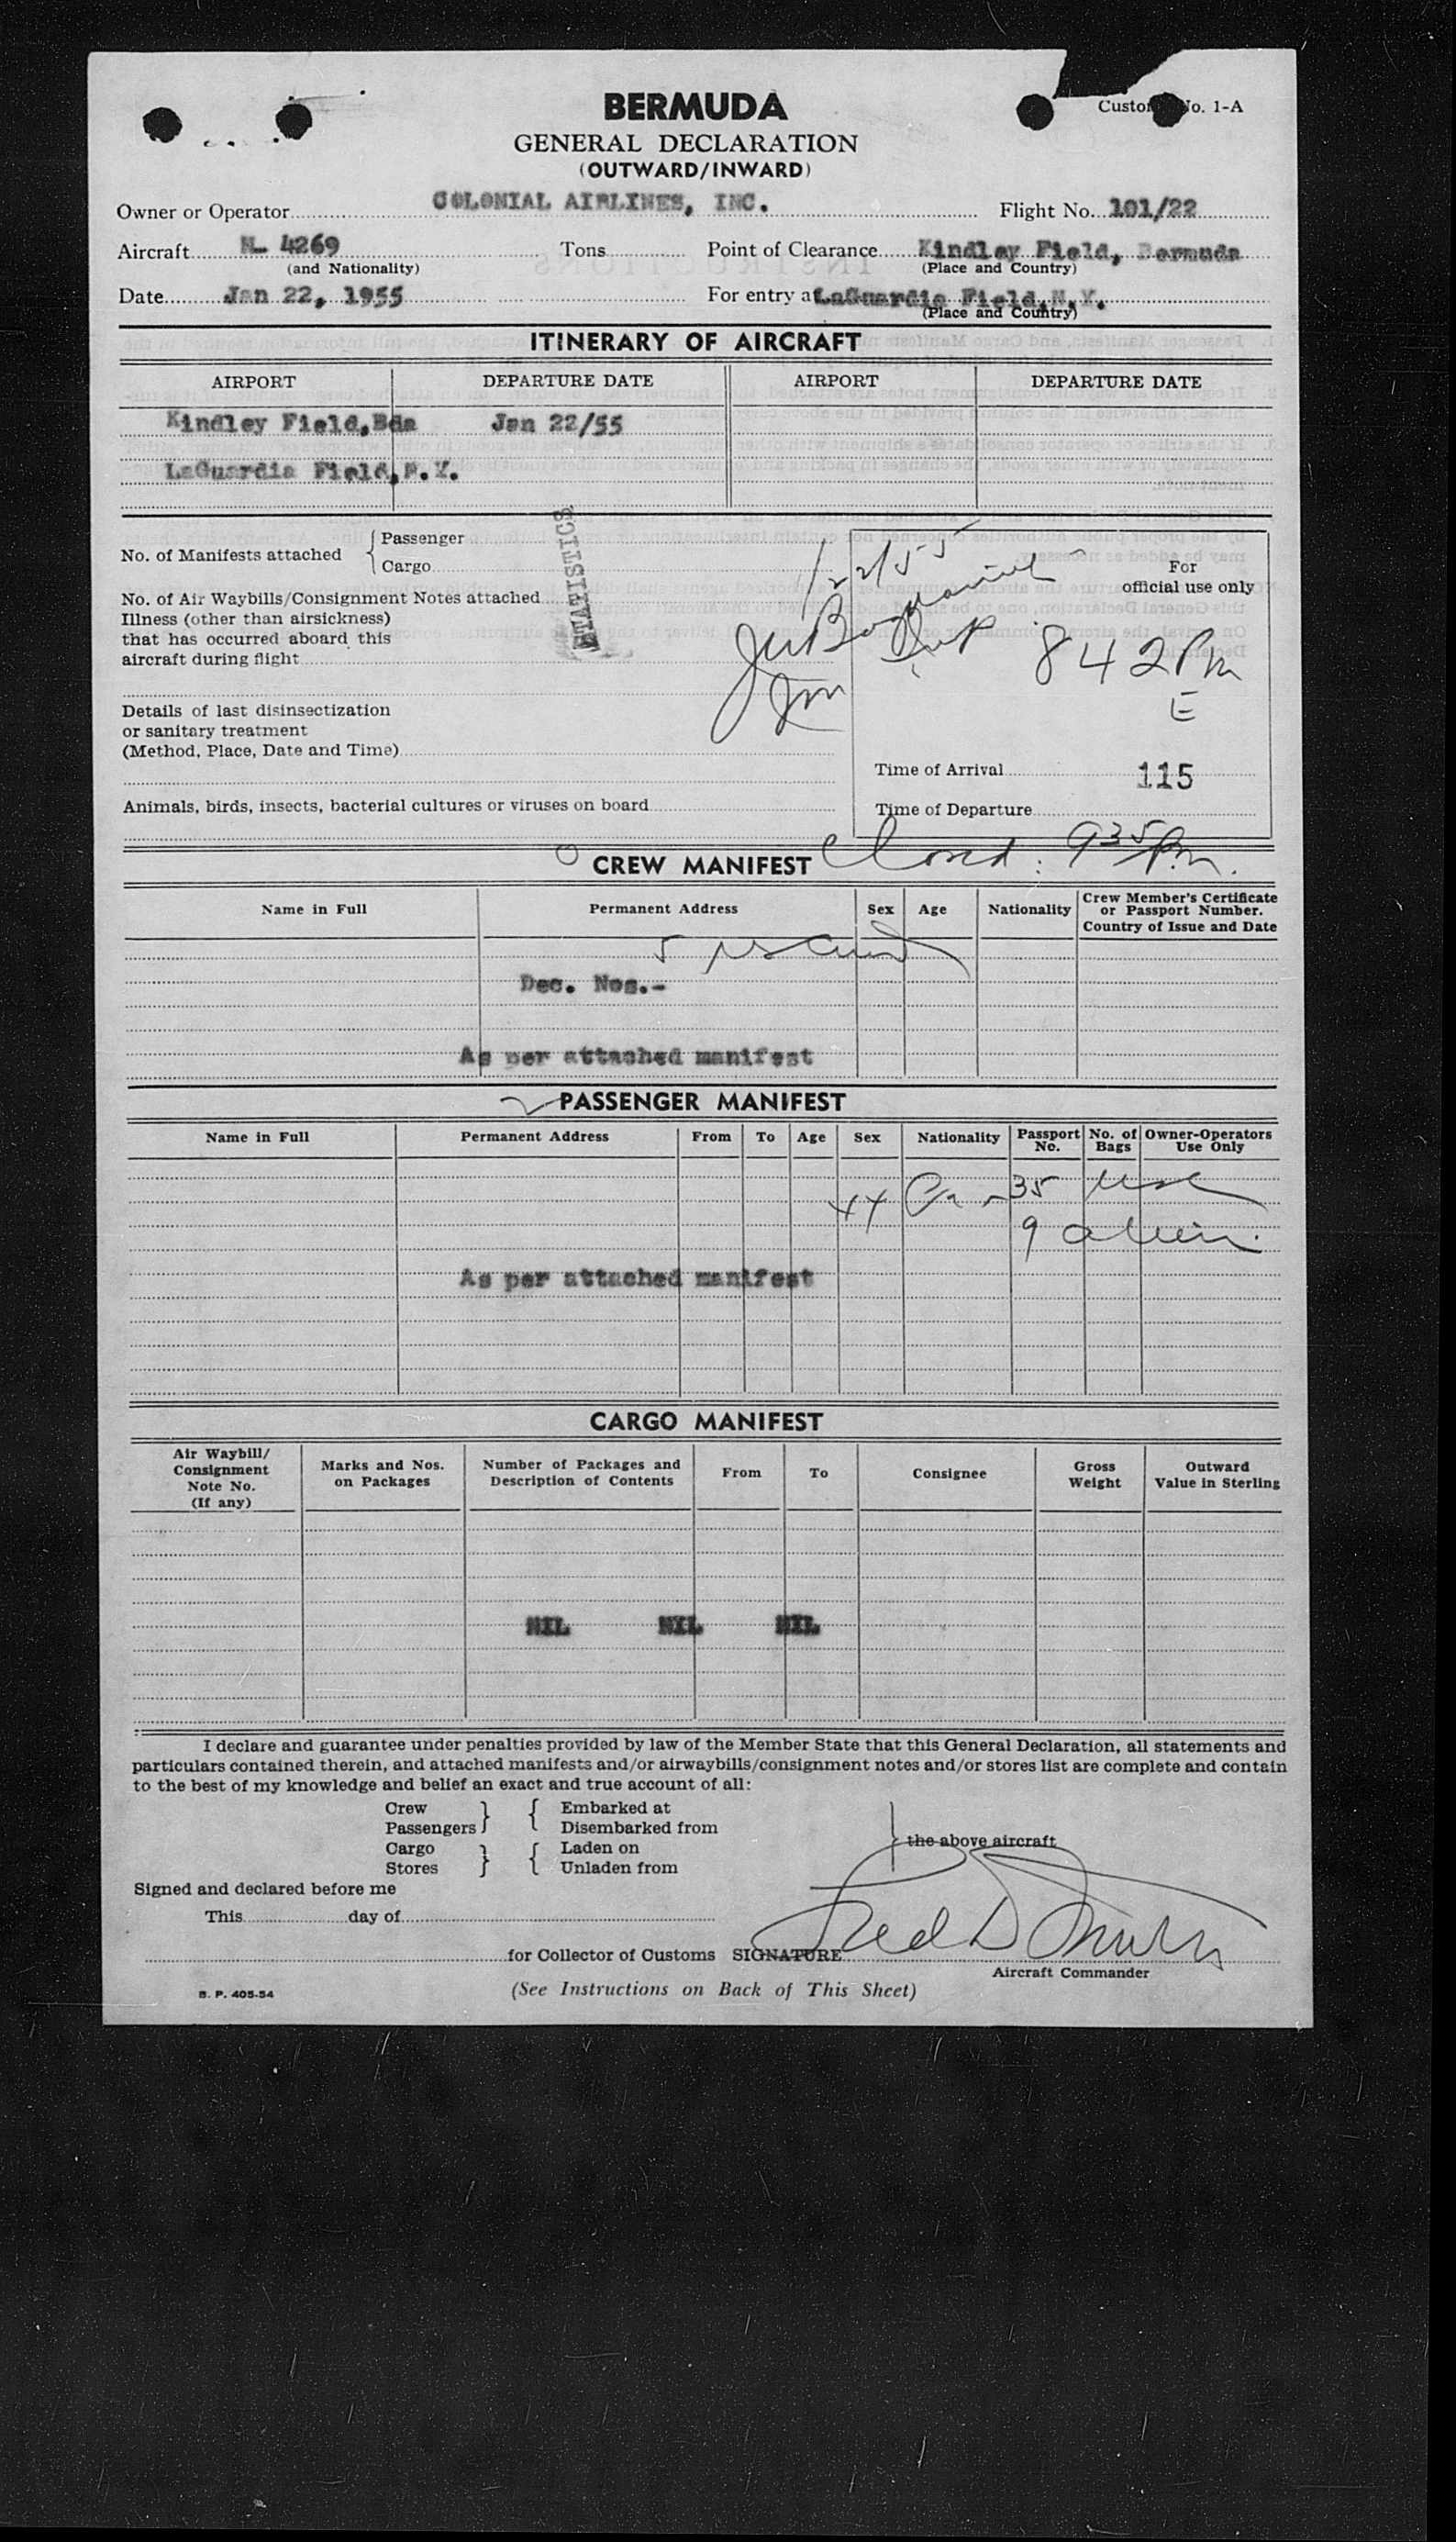 BERMUDA
Customs No. 1-A
GENERAL DECLARATION
(OUTWARD/INWARD)
Owner or Operator COLONIAL AIRLINES, INC. Flight No. 101/22
Aircraft N- 4269 Tons Point of Clearance Kindley Field, Bermuda
(and Nationality) (Place and Country)
Date Jan 22, 1955 For entry at LaGuardia Field, N.Y.
(Place and Country)
ITINERARY OF AIRCRAFT
AIRPORT DEPARTURE DATE AIRPORT DEPARTURE DATE
Kindley Field, Bda Jan 22/55
LaGuardia Field, N.Y.
No. of Manifests attached { Passenger
Cargo
STATISTICS
1/22/55
For
official use only
No. of Air Waybills/Consignment Notes attached
Illness (other than airsickness)
that has occurred aboard this
aircraft during flight
Insp
842 Pm
E
Details of last disinsectization
or sanitary treatment
(Method, Place, Date and Time)
Time of Arrival 115
Animals, birds, insects, bacterial cultures or viruses on board
Time of Departure
Closed: 935 Pm.
CREW MANIFEST
Name in Full Permanent Address Sex Age Nationality Crew Member's Certificate or Passport Number. Country of Issue and Date
5
Dec. Nos.-
As per attached manifest
PASSENGER MANIFEST
Name in Full Permanent Address From To Age Sex Nationality Passport No. No. of Bags Owner-Operators Use Only
44 35 usc
9 alien.
As per attached manifest
CARGO MANIFEST
Air Waybill/ Consignment Note No. (If any) Marks and Nos. on Packages Number of Packages and Description of Contents From To Consignee Gross Weight Outward Value in Sterling
NIL NIL NIL
I declare and guarantee under penalties provided by law of the Member State that this General Declaration, all statements and
particulars contained therein, and attached manifests and/or airwaybills/consignment notes and/or stores list are complete and contain
to the best of my knowledge and belief an exact and true account of all:
Crew } { Embarked at
Passengers Disembarked from
the above aircraft
Cargo } { Laden on
Stores Unladen from
Signed and declared before me
This day of
for Collector of Customs SIGNATURE Fred D
Aircraft Commander
B. P. 405-54
(See Instructions on Back of This Sheet)